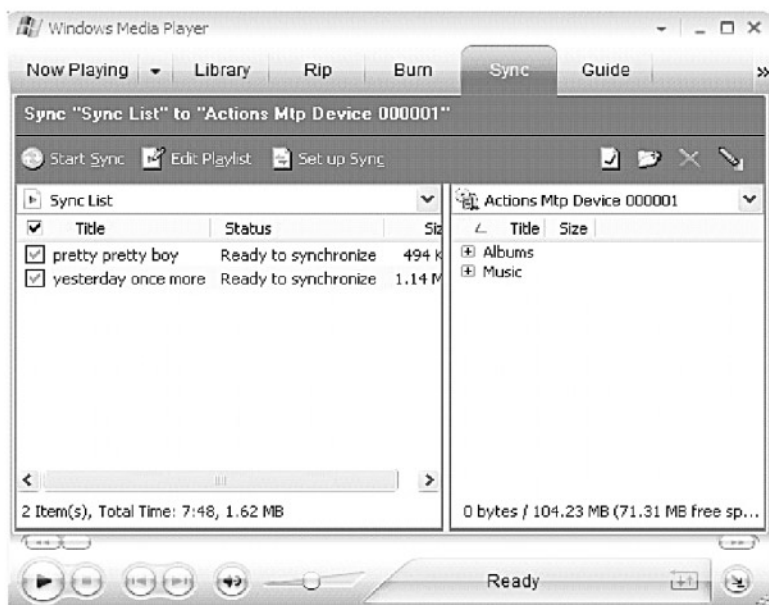 Windows Media Player
Now Playing Library Rip Burn Sync Guide »
Sync "Sync List" to "Actions Mtp Device 000001"
Start Sync Edit Playlist Set up Sync
Sync List
Title Status Siz
pretty pretty boy Ready to synchronize 494 K
yesterday once more Ready to synchronize 1.14 M
2 Item(s), Total Time: 7:48, 1.62 MB
Actions Mtp Device 000001
Title Size
Albums
Music
0 bytes / 104.23 MB (71.31 MB free sp...
Ready